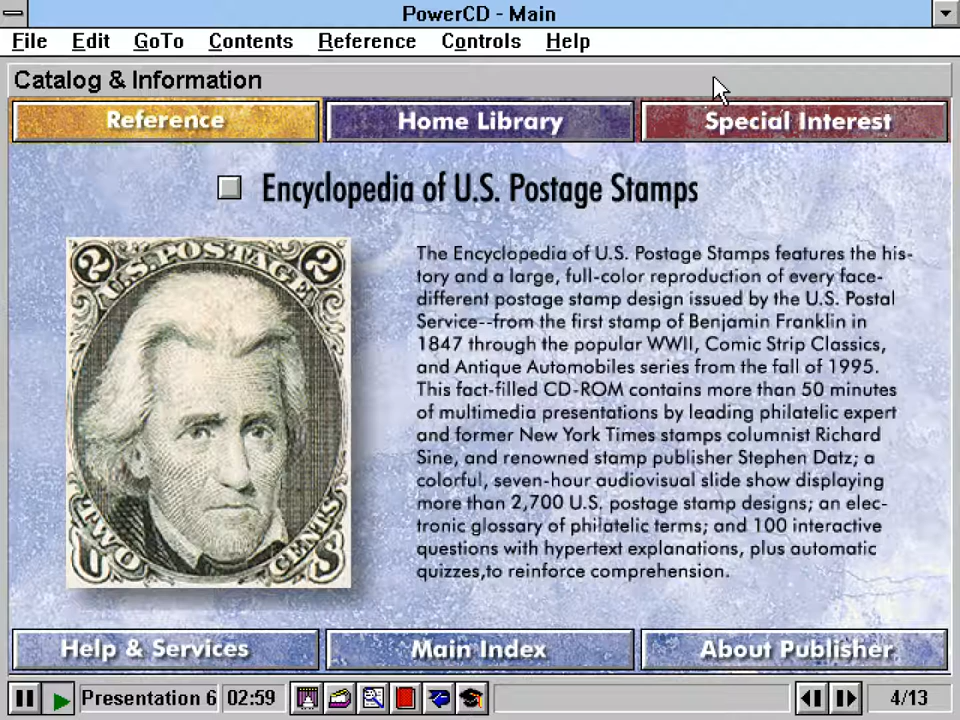 PowerCD - Main
File Edit GoTo Contents Reference Controls Help
Catalog & Information
Reference Home Library Special Interest
Encyclopedia of U.S. Postage Stamps
2 U.S. POSTAGE 2
U TWO CENTS S
The Encyclopedia of U.S. Postage Stamps features the his-
tory and a large, full-color reproduction of every face-
different postage stamp design issued by the U.S. Postal
Service--from the first stamp of Benjamin Franklin in
1847 through the popular WWII, Comic Strip Classics,
and Antique Automobiles series from the fall of 1995.
This fact-filled CD-ROM contains more than 50 minutes
of multimedia presentations by leading philatelic expert
and former New York Times stamps columnist Richard
Sine, and renowned stamp publisher Stephen Datz; a
colorful, seven-hour audiovisual slide show displaying
more than 2,700 U.S. postage stamp designs; an elec-
tronic glossary of philatelic terms; and 100 interactive
questions with hypertext explanations, plus automatic
quizzes,to reinforce comprehension.
Help & Services Main Index About Publisher
Presentation 6 02:59 4/13